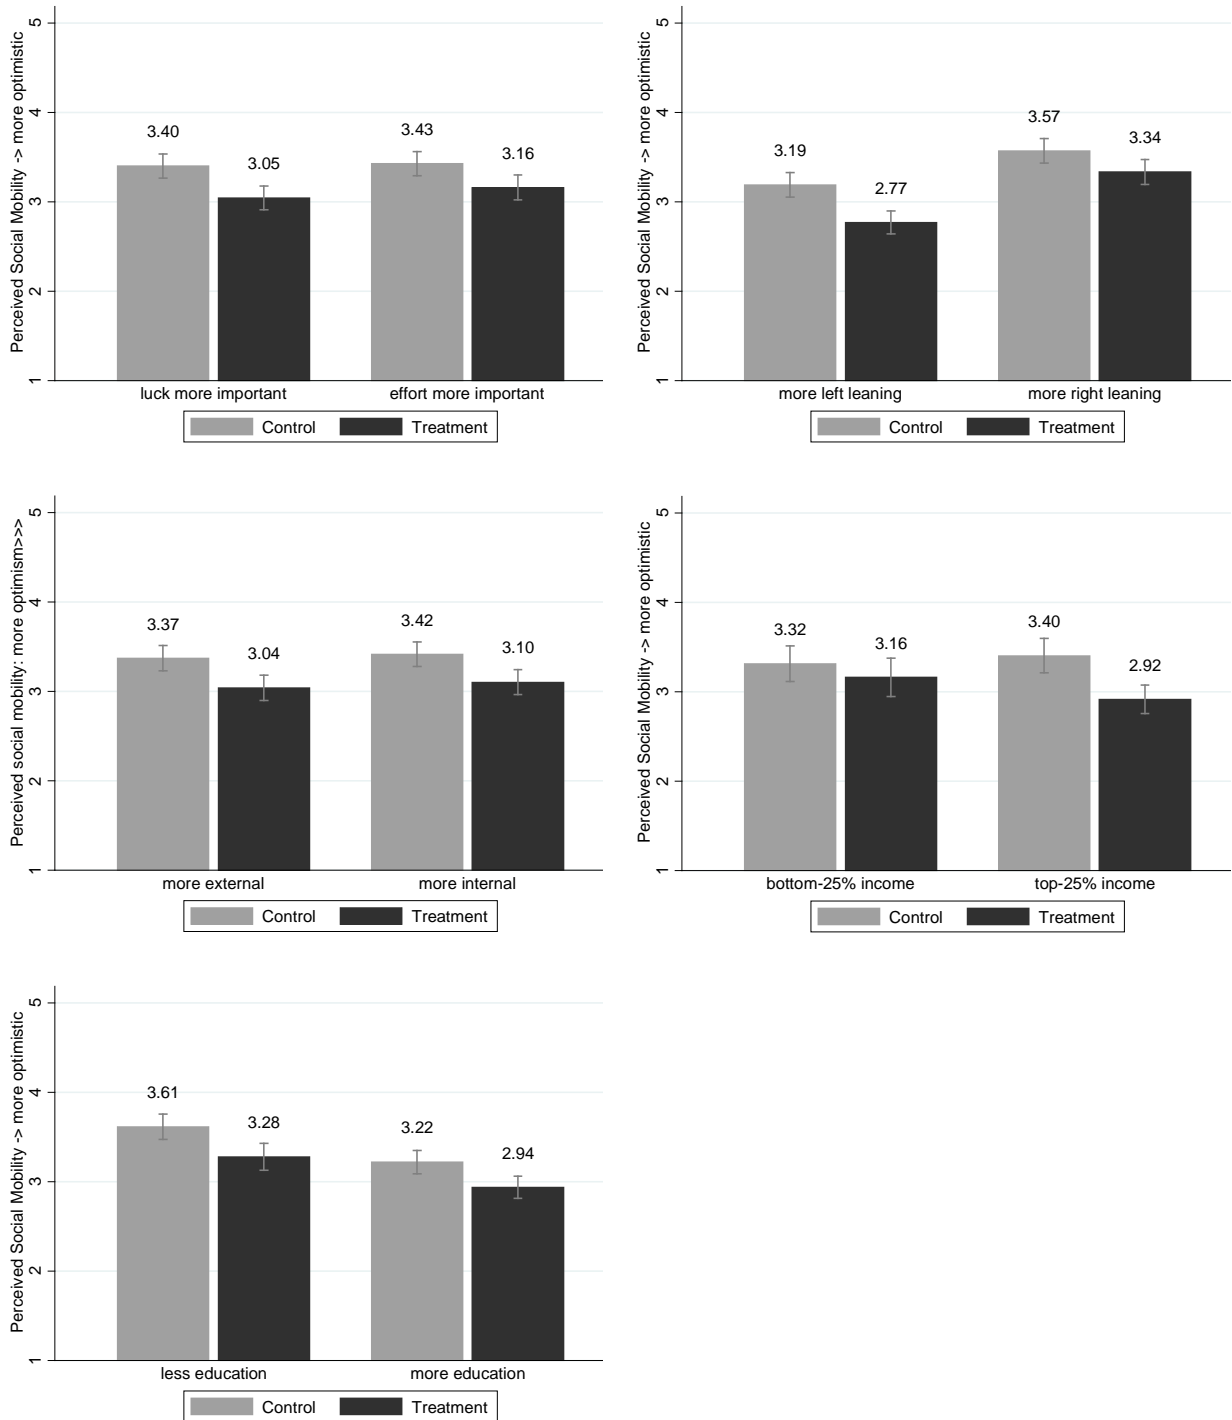 Perceived Social Mobility -> more optimistic
5
4
3
2
1
3.40
3.05
3.43
3.16
luck more important
effort more important
Control
Treatment
Perceived Social Mobility -> more optimistic
5
4
3
2
1
3.19
2.77
3.57
3.34
more left leaning
more right leaning
Control
Treatment
Perceived social mobility: more optimism>>>
5
4
3
2
1
3.37
3.04
3.42
3.10
more external
more internal
Control
Treatment
Perceived Social Mobility -> more optimistic
5
4
3
2
1
3.32
3.16
3.40
2.92
bottom-25% income
top-25% income
Control
Treatment
Perceived Social Mobility -> more optimistic
5
4
3
2
1
3.61
3.28
3.22
2.94
less education
more education
Control
Treatment